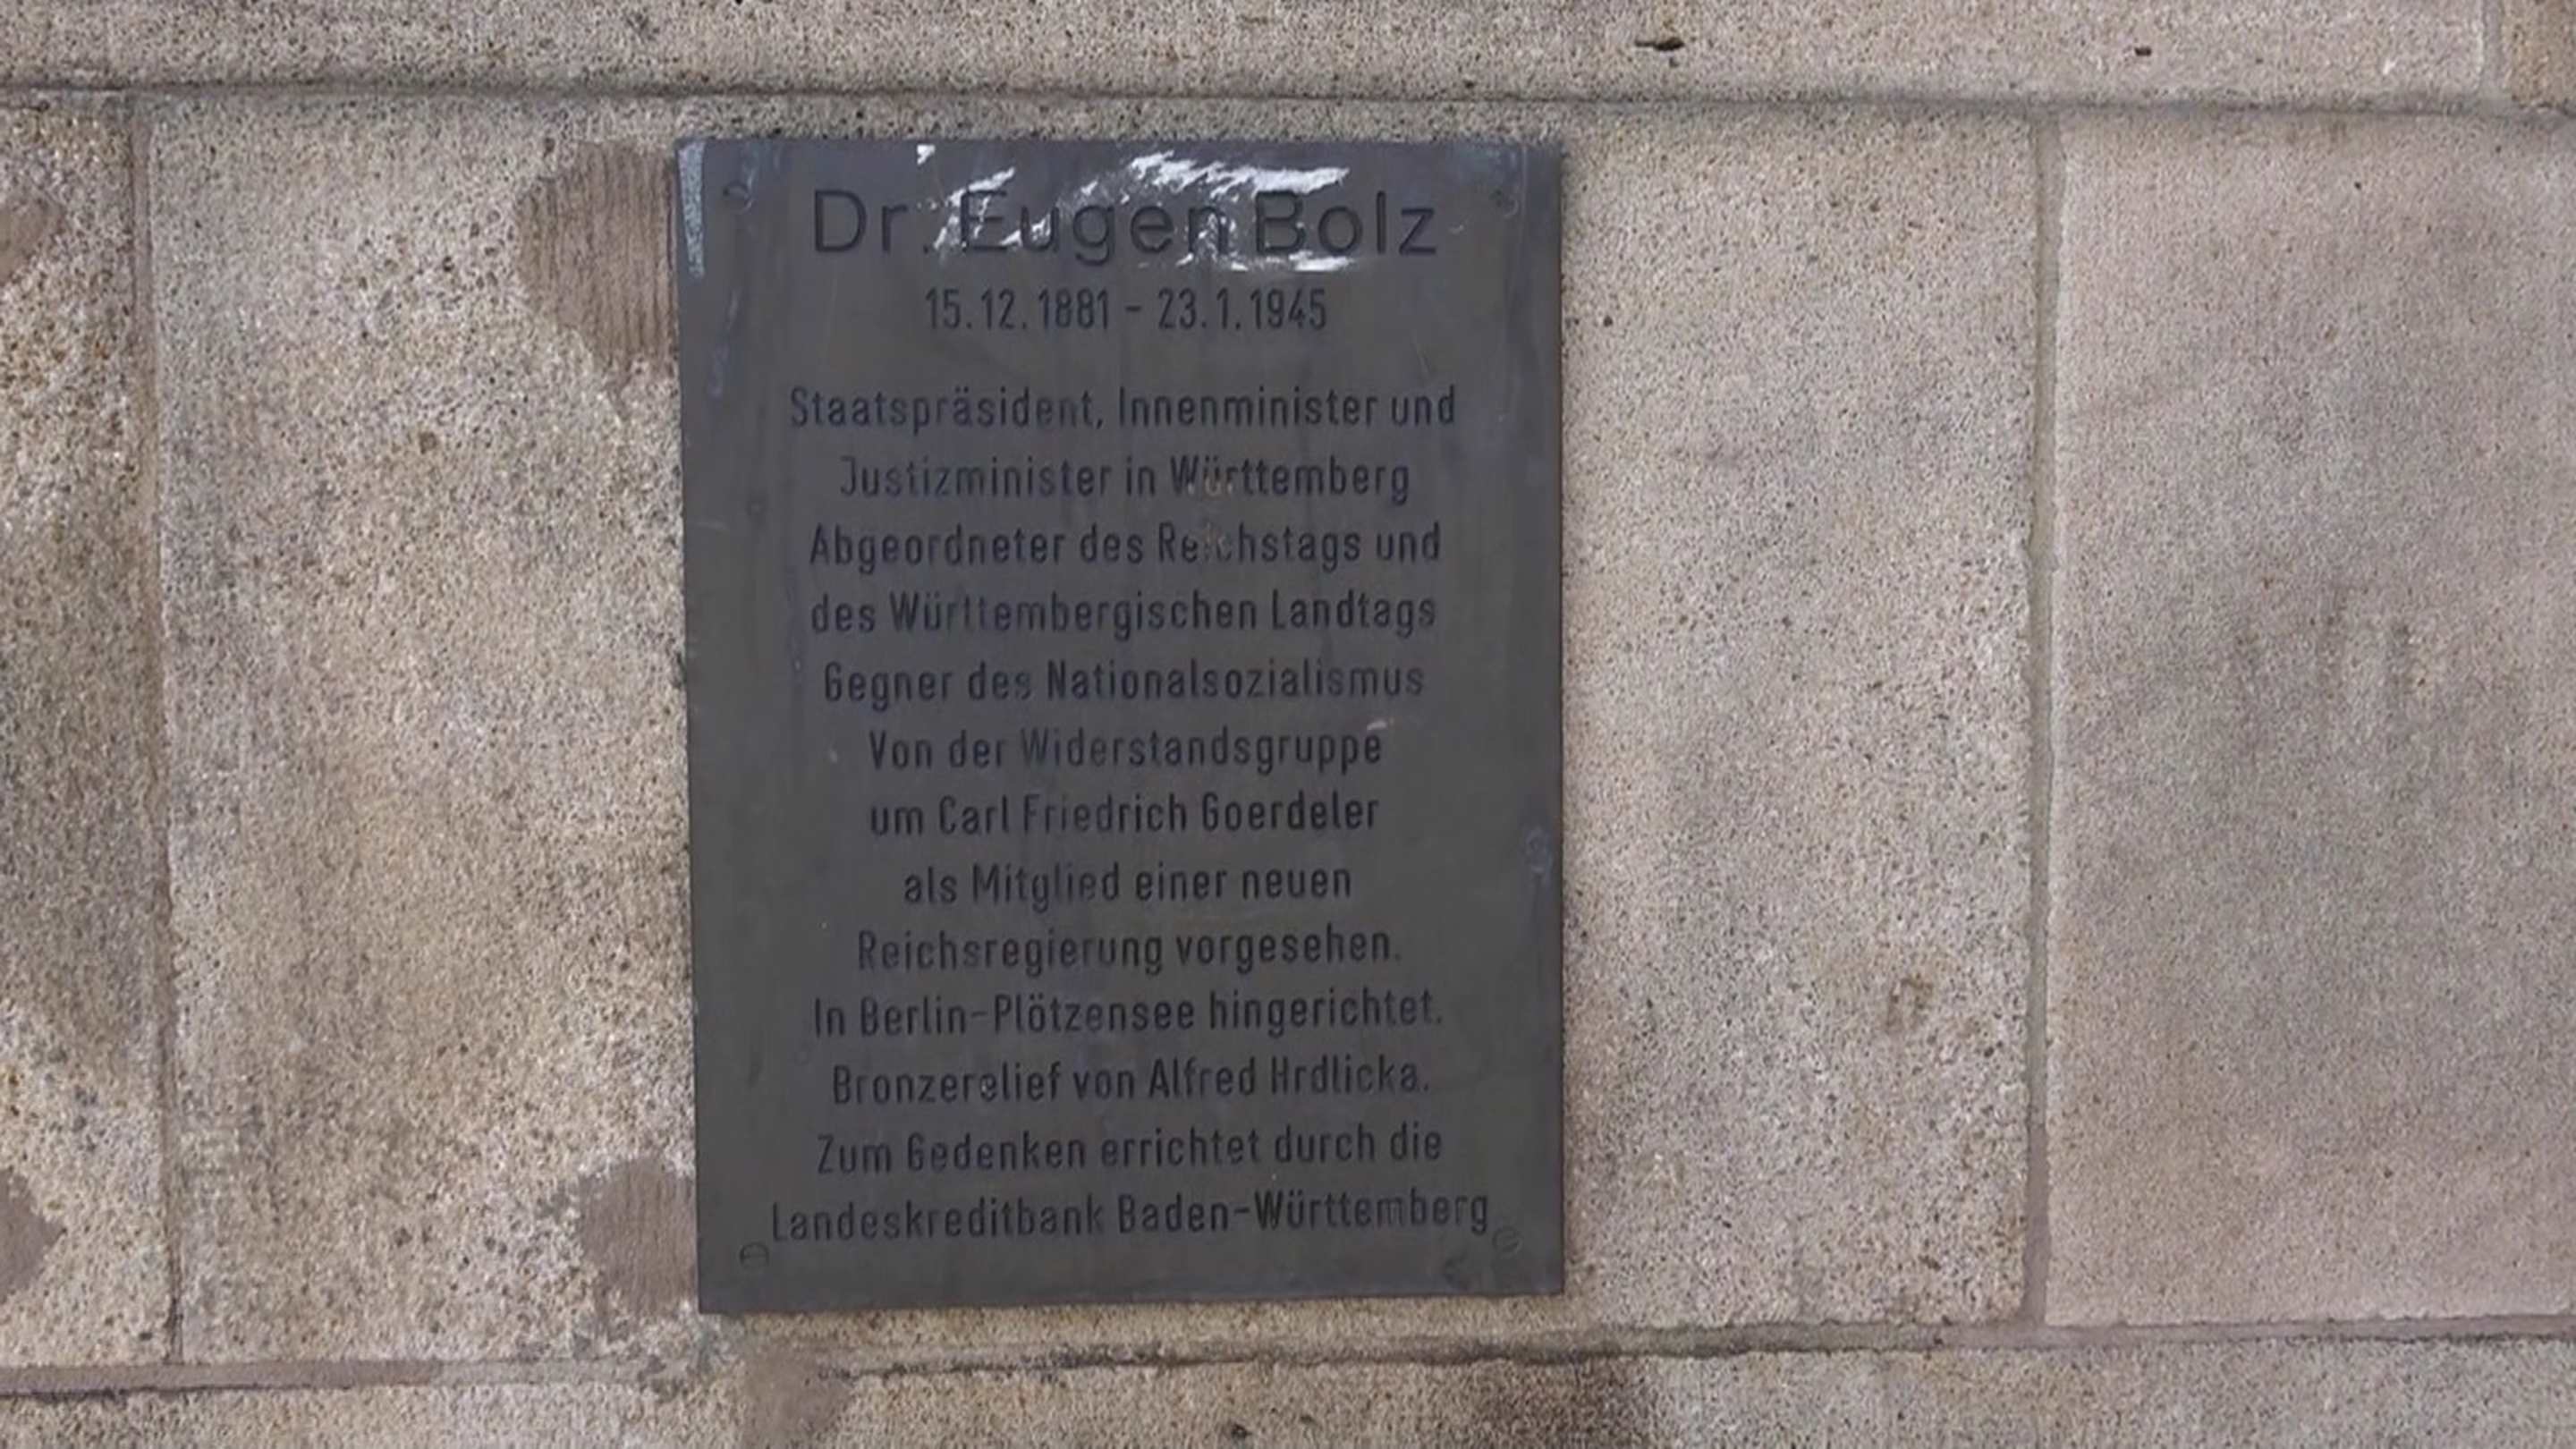 Dr. Eugen Bolz
15.12.1881 - 23.1.1945
Staatspräsident, Innenminister und
Justizminister in Württemberg
Abgeordneter des Reichstags und
des Württembergischen Landtags
Gegner des Nationalsozialismus
Von der Widerstandsgruppe
um Carl Friedrich Goerdeler
als Mitglied einer neuen
Reichsregierung vorgesehen.
In Berlin-Plötzensee hingerichtet.
Bronzerelief von Alfred Hrdlicka.
Zum Gedenken errichtet durch die
Landeskreditbank Baden-Württemberg